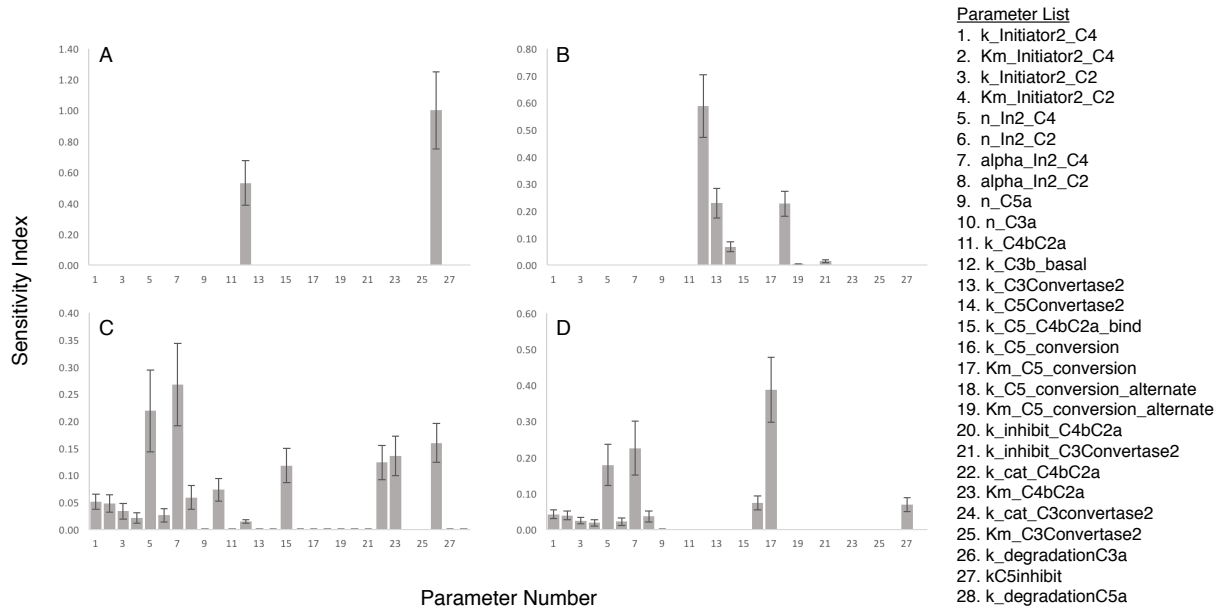 A
1.40
1.20
1.00
0.80
0.60
0.40
0.20
0.00
1 3 5 7 9 11 13 15 17 19 21 23 25 27
B
0.80
0.70
0.60
0.50
0.40
0.30
0.20
0.10
0.00
1 3 5 7 9 11 13 15 17 19 21 23 25 27
C
0.40
0.35
0.30
0.25
0.20
0.15
0.10
0.05
0.00
1 3 5 7 9 11 13 15 17 19 21 23 25 27
D
0.60
0.50
0.40
0.30
0.20
0.10
0.00
1 3 5 7 9 11 13 15 17 19 21 23 25 27
Sensitivity Index
Parameter Number
Parameter List
1. k_Initiator2_C4
2. Km_Initiator2_C4
3. k_Initiator2_C2
4. Km_Initiator2_C2
5. n_In2_C4
6. n_In2_C2
7. alpha_In2_C4
8. alpha_In2_C2
9. n_C5a
10. n_C3a
11. k_C4bC2a
12. k_C3b_basal
13. k_C3Convertase2
14. k_C5Convertase2
15. k_C5_C4bC2a_bind
16. k_C5_conversion
17. Km_C5_conversion
18. k_C5_conversion_alternate
19. Km_C5_conversion_alternate
20. k_inhibit_C4bC2a
21. k_inhibit_C3Convertase2
22. k_cat_C4bC2a
23. Km_C4bC2a
24. k_cat_C3convertase2
25. Km_C3Convertase2
26. k_degradationC3a
27. kC5inhibit
28. k_degradationC5a